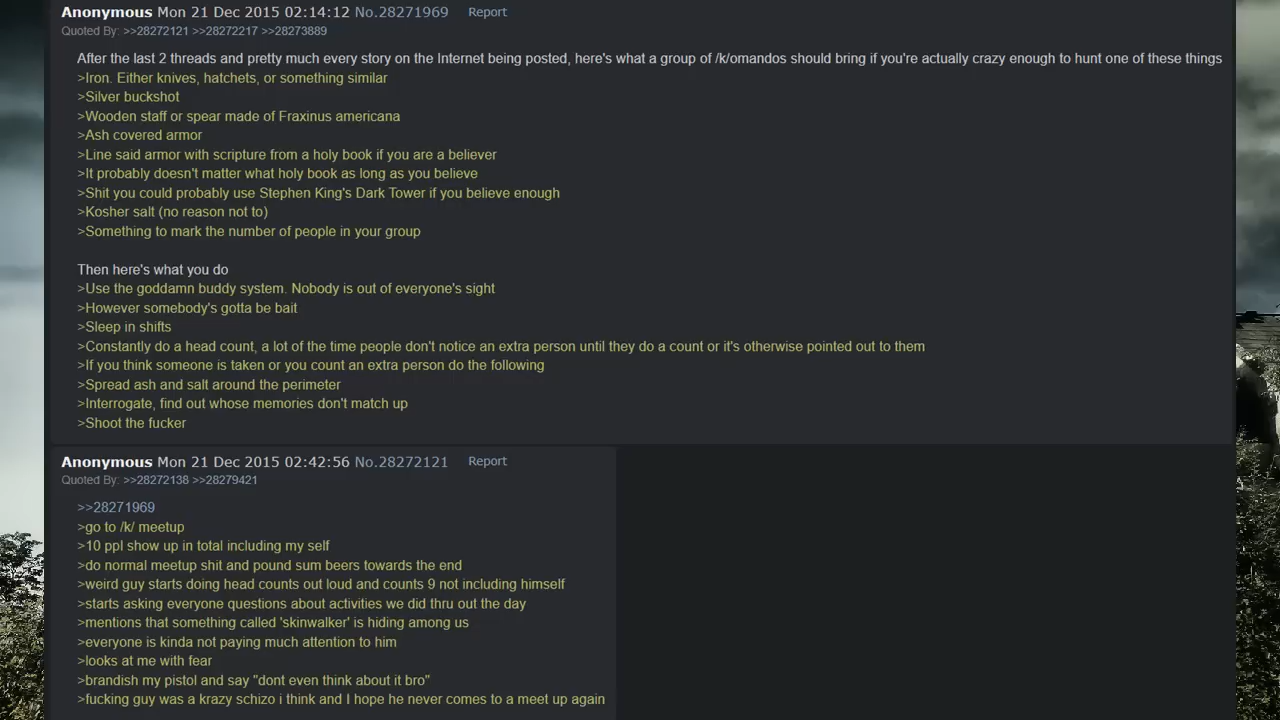 Anonymous Mon 21 Dec 2015 02:14:12 No.28271969 Report
Quoted By: >>28272121 >>28272217 >>28273889
After the last 2 threads and pretty much every story on the Internet being posted, here's what a group of /k/omandos should bring if you're actually crazy enough to hunt one of these things
>Iron. Either knives, hatchets, or something similar
>Silver buckshot
>Wooden staff or spear made of Fraxinus americana
>Ash covered armor
>Line said armor with scripture from a holy book if you are a believer
>It probably doesn't matter what holy book as long as you believe
>Shit you could probably use Stephen King's Dark Tower if you believe enough
>Kosher salt (no reason not to)
>Something to mark the number of people in your group
Then here's what you do
>Use the goddamn buddy system. Nobody is out of everyone's sight
>However somebody's gotta be bait
>Sleep in shifts
>Constantly do a head count, a lot of the time people don't notice an extra person until they do a count or it's otherwise pointed out to them
>If you think someone is taken or you count an extra person do the following
>Spread ash and salt around the perimeter
>Interrogate, find out whose memories don't match up
>Shoot the fucker
Anonymous Mon 21 Dec 2015 02:42:56 No.28272121 Report
Quoted By: >>28272138 >>28279421
>>28271969
>go to /k/ meetup
>10 ppl show up in total including my self
>do normal meetup shit and pound sum beers towards the end
>weird guy starts doing head counts out loud and counts 9 not including himself
>starts asking everyone questions about activities we did thru out the day
>mentions that something called 'skinwalker' is hiding among us
>everyone is kinda not paying much attention to him
>looks at me with fear
>brandish my pistol and say "dont even think about it bro"
>fucking guy was a krazy schizo i think and I hope he never comes to a meet up again